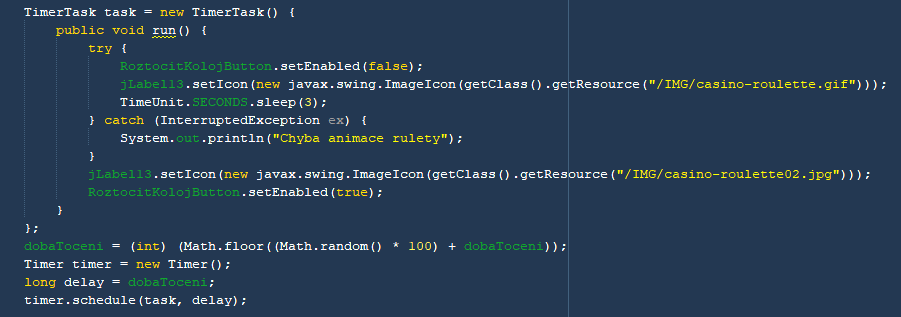 TimerTask task = new TimerTask() {
    public void run() {
        try {
            RoztocitKolojButton.setEnabled(false);
            jLabel13.setIcon(new javax.swing.ImageIcon(getClass().getResource("/IMG/casino-roulette.gif")));
            TimeUnit.SECONDS.sleep(3);
        } catch (InterruptedException ex) {
            System.out.println("Chyba animace rulety");
        }
        jLabel13.setIcon(new javax.swing.ImageIcon(getClass().getResource("/IMG/casino-roulette02.jpg")));
        RoztocitKolojButton.setEnabled(true);
    }
};
dobaToceni = (int) (Math.floor((Math.random() * 100) + dobaToceni));
Timer timer = new Timer();
long delay = dobaToceni;
timer.schedule(task, delay);